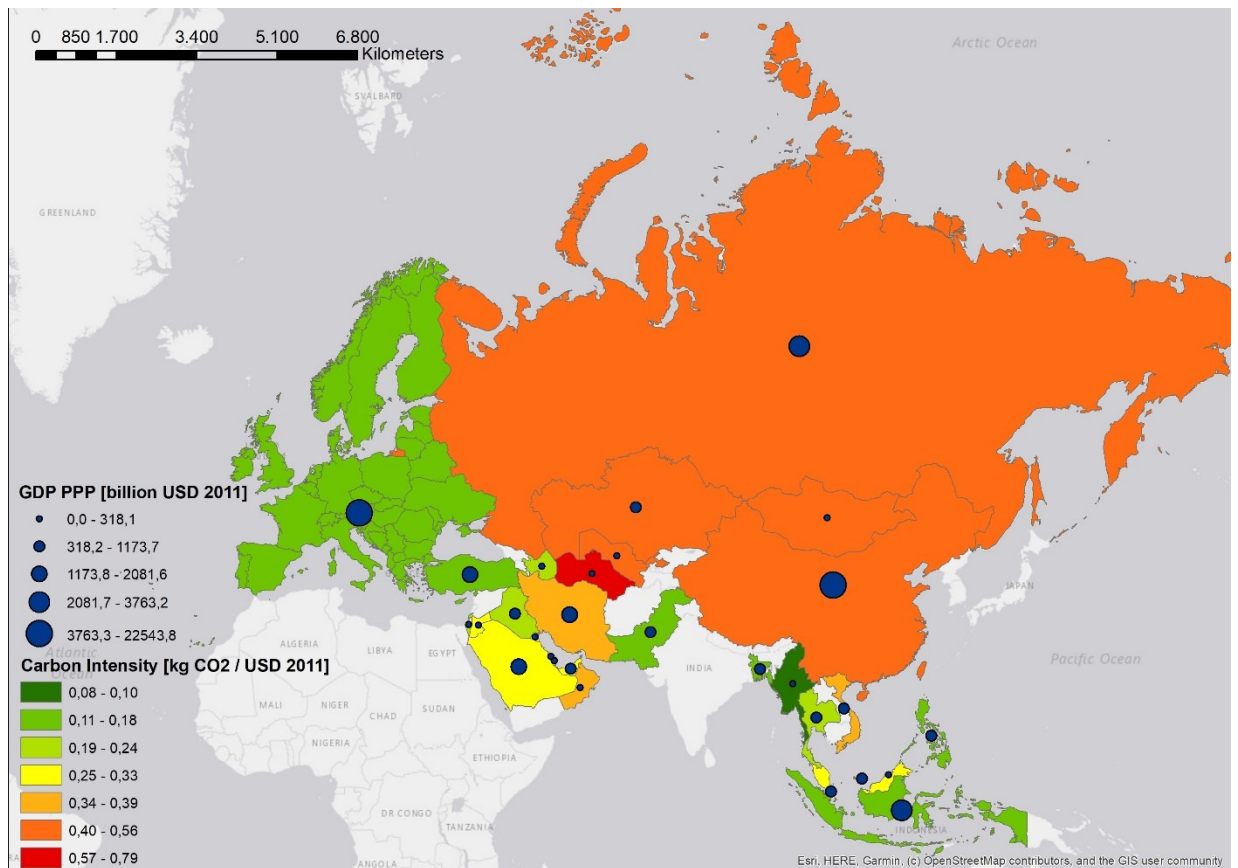 0 850 1.700 3.400 5.100 6.800
Kilometers
Arctic Ocean
SVALBARD
GREENLAND
GDP PPP [billion USD 2011]
0,0 - 318,1
318,2 - 1173,7
1173,8 - 2081,6
2081,7 - 3763,2
3763,3 - 22543,8
Carbon Intensity [kg CO2 / USD 2011]
0,08 - 0,10
0,11 - 0,18
0,19 - 0,24
0,25 - 0,33
0,34 - 0,39
0,40 - 0,56
0,57 - 0,79
JAPAN
ALGERIA
LIBYA
EGYPT
INDIA
Atlantic
Ocean
Pacific Ocean
MALI
NIGER
CHAD
SUDAN
NIGERIA
ETHIOPIA
DR CONGO
TANZANIA
ANGOLA
INDONESIA
Esri, HERE, Garmin, (c) OpenStreetMap contributors, and the GIS user community